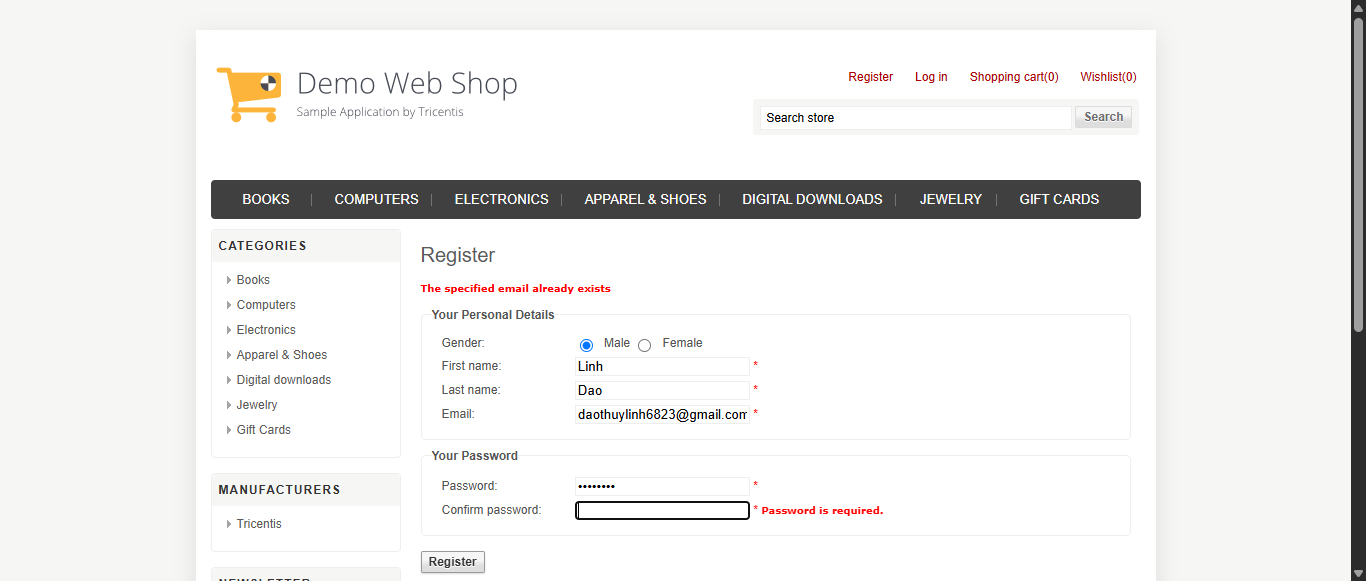 Demo Web Shop
Sample Application by Tricentis
Register Log in Shopping cart(0) Wishlist(0)
Search store Search
BOOKS COMPUTERS ELECTRONICS APPAREL & SHOES DIGITAL DOWNLOADS JEWELRY GIFT CARDS
CATEGORIES
Books
Computers
Electronics
Apparel & Shoes
Digital downloads
Jewelry
Gift Cards
MANUFACTURERS
Tricentis
NEWSLETTER
Register
The specified email already exists
Your Personal Details
Gender: Male Female
First name: Linh *
Last name: Dao *
Email: daothuylinh6823@gmail.com *
Your Password
Password: •••••••• *
Confirm password: * Password is required.
Register